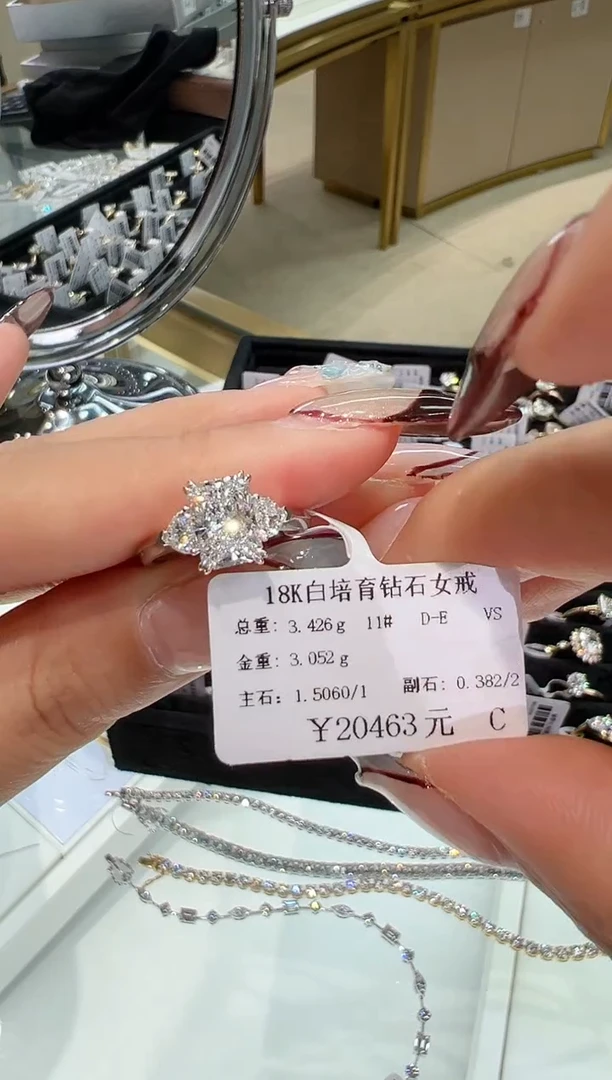 18K白培育钻石女戒
总重: 3.426g 11# D-E VS
金重: 3.052g
主石: 1.5060/1 副石: 0.382/2
¥20463元 C